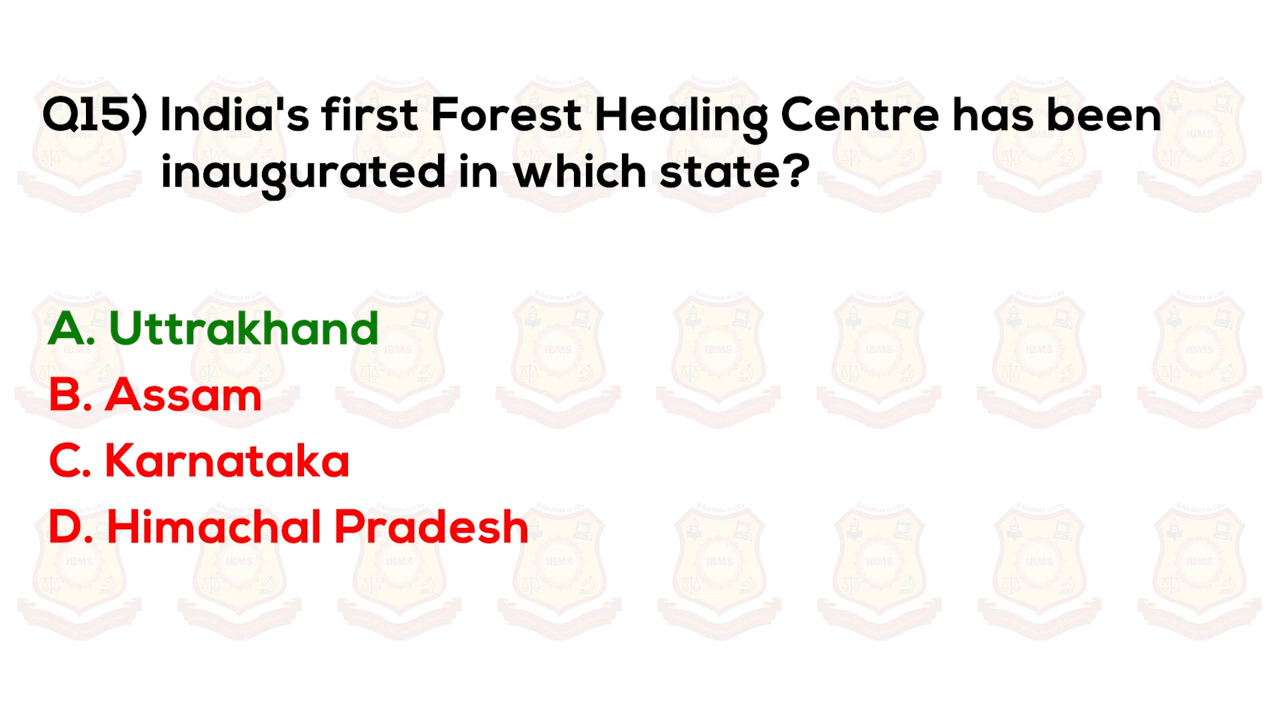 Q15) India's first Forest Healing Centre has been
inaugurated in which state?
A. Uttrakhand
B. Assam
C. Karnataka
D. Himachal Pradesh